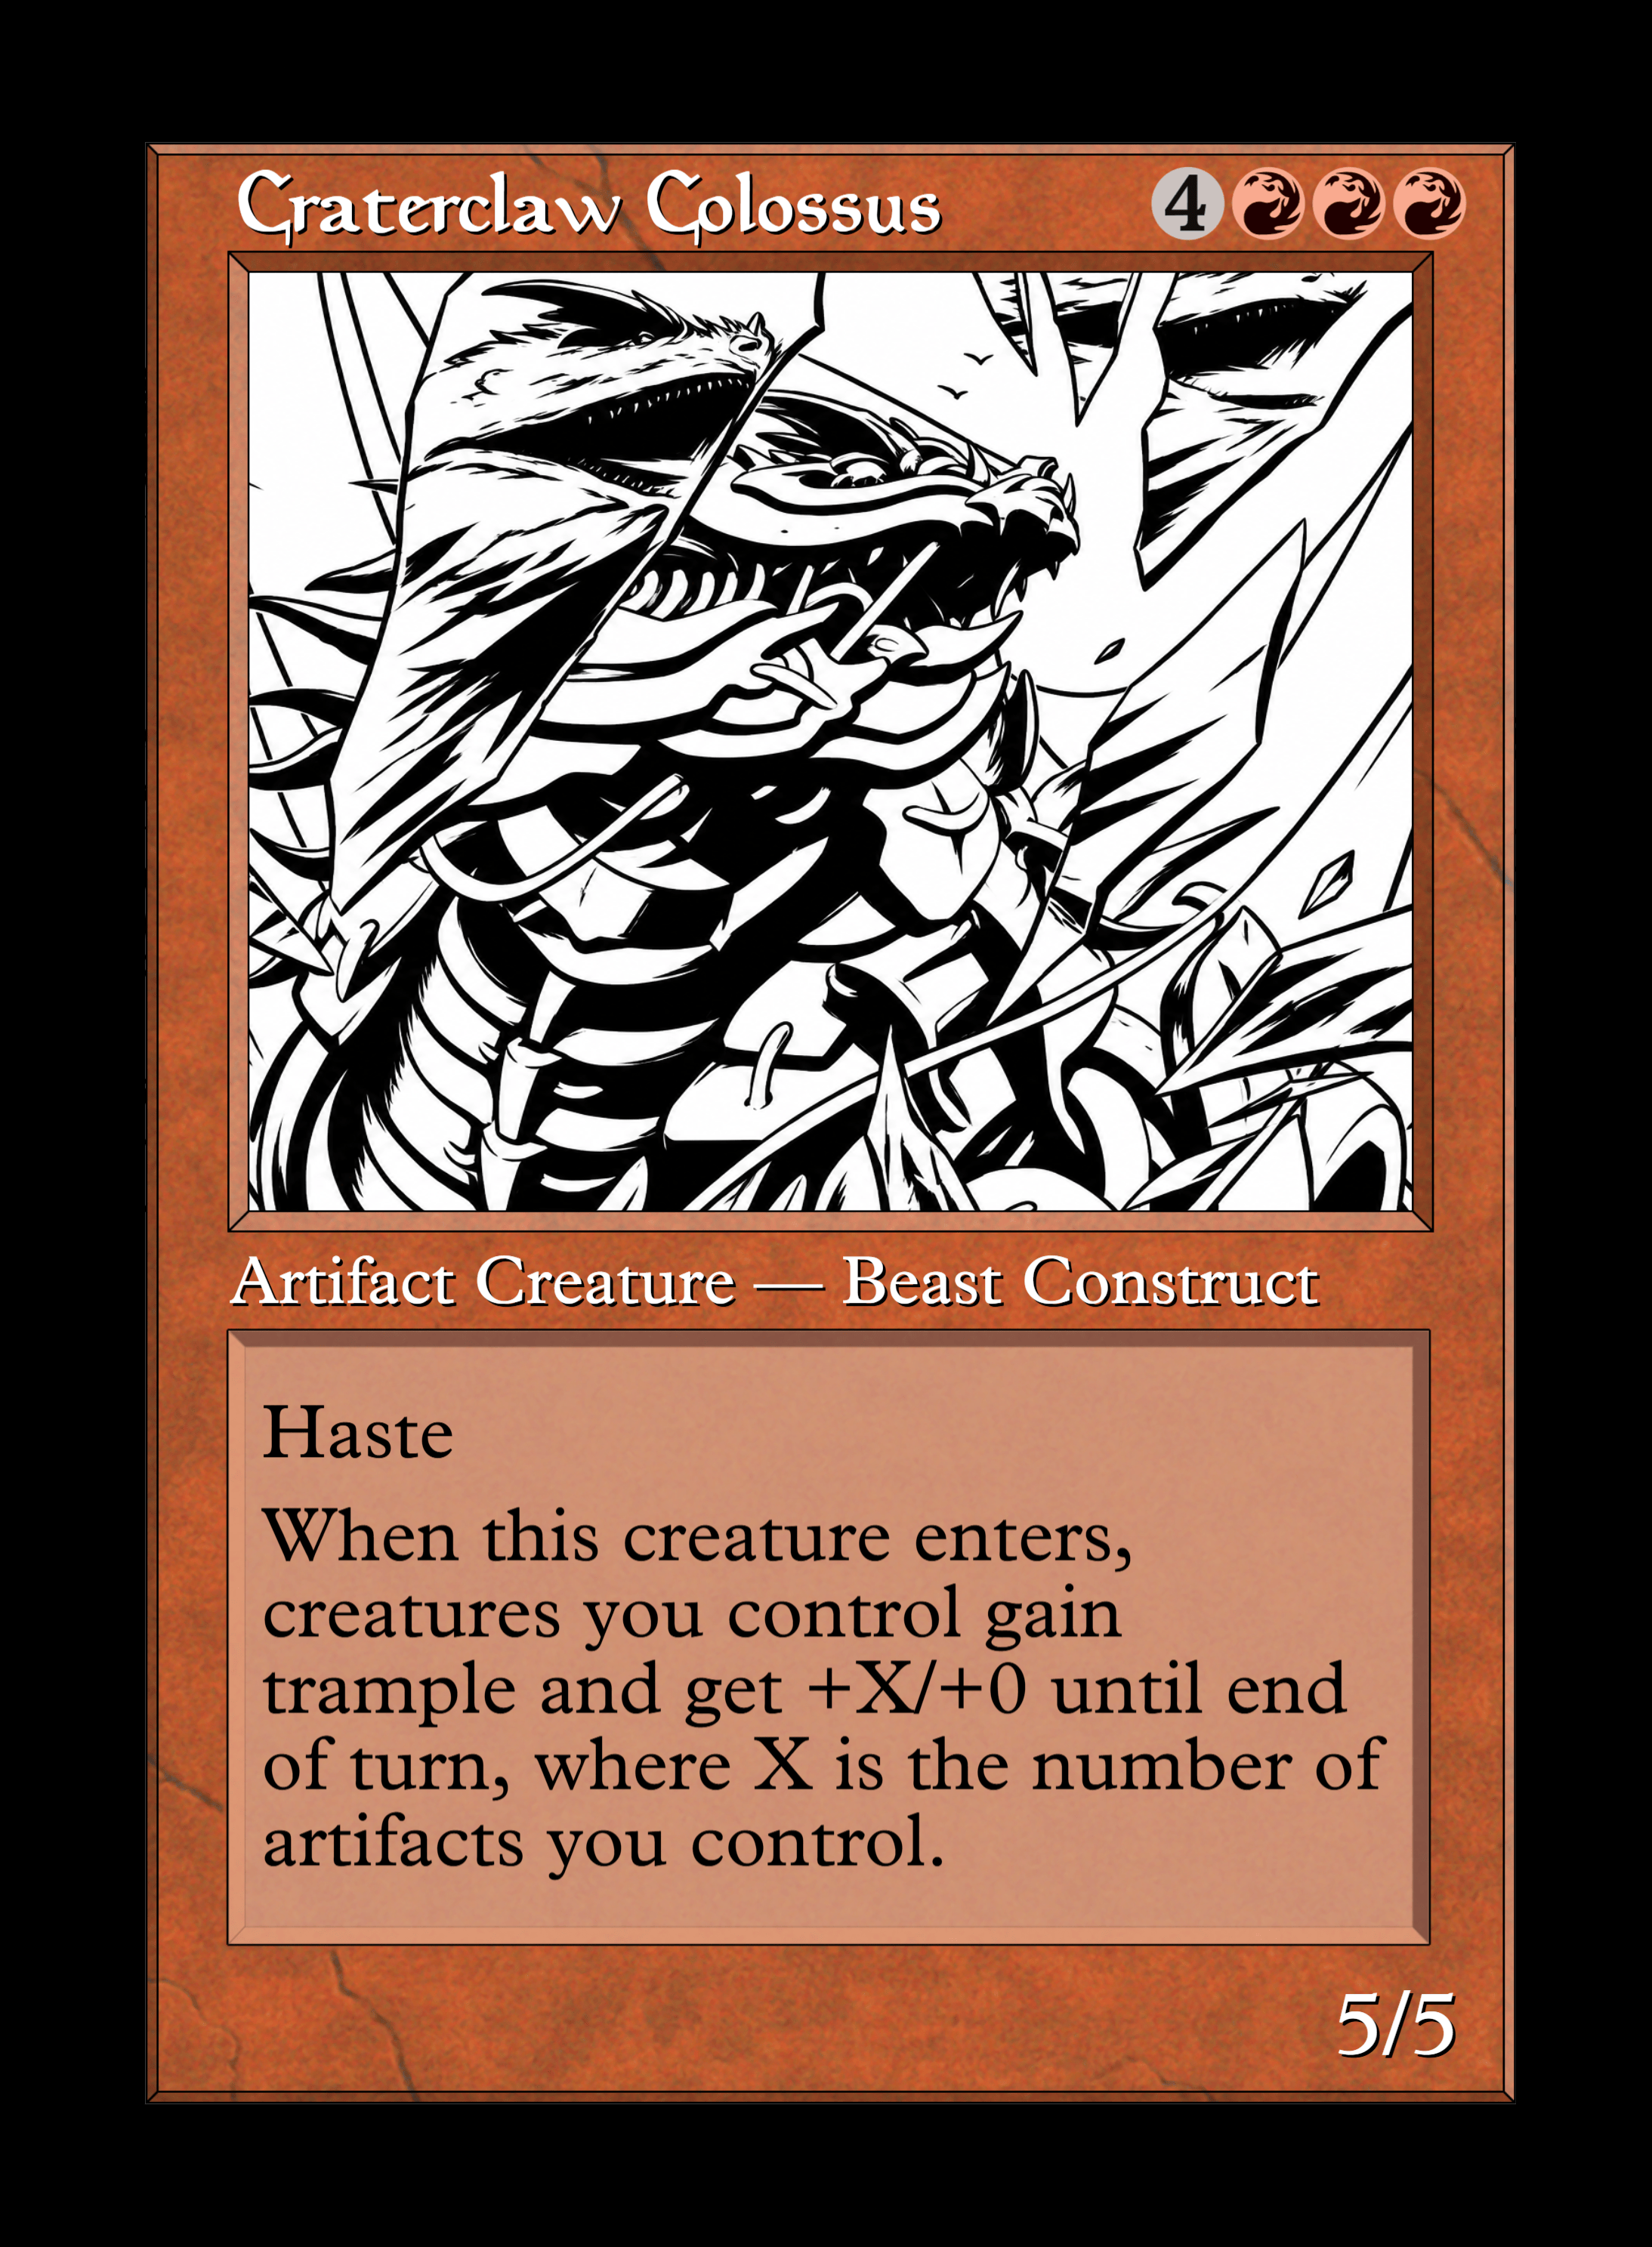 Craterclaw Colossus 4
Artifact Creature — Beast Construct
Haste
When this creature enters,
creatures you control gain
trample and get +X/+0 until end
of turn, where X is the number of
artifacts you control.
5/5